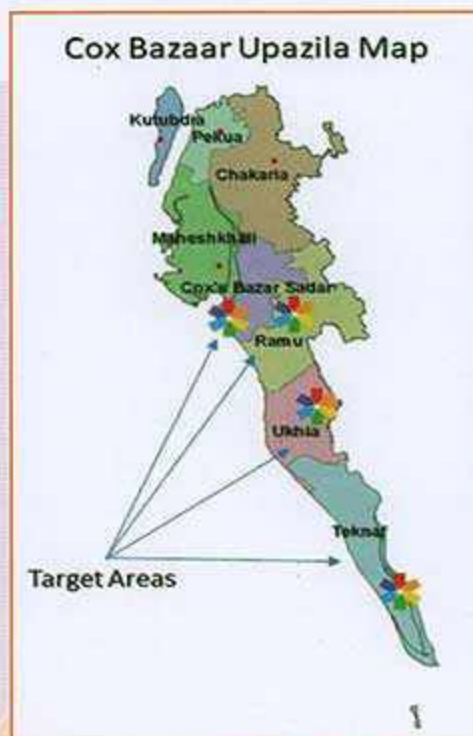 Cox Bazaar Upazila Map
Kutubdia
Pekua
Chakaria
Maheshkhali
Cox's Bazar Sadar
Ramu
Ukhia
Teknaf
Target Areas